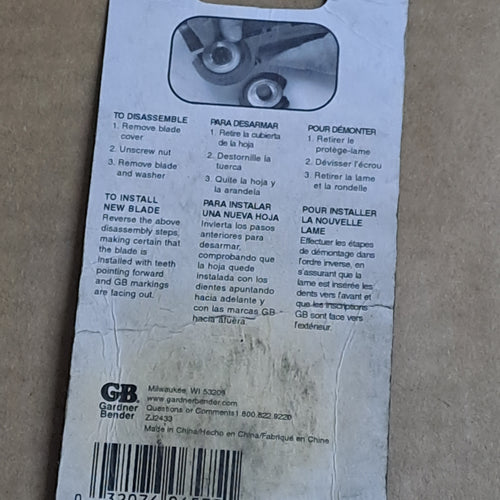 TO DISASSEMBLE
1. Remove blade
cover
2. Unscrew nut
3. Remove blade
and washer
TO INSTALL
NEW BLADE
Reverse the above
disassembly steps,
making certain that
the blade is
installed with teeth
pointing forward
and GB markings
are facing out.
PARA DESARMAR
1. Retire la cubierta
de la hoja
2. Destornille la
tuerca
3. Quite la hoja y
la arandela
PARA INSTALAR
UNA NUEVA HOJA
Invierta los pasos
anteriores para
desarmar,
comprobando que
la hoja quede
instalada con los
dientes apuntando
hacia adelante y
con las marcas GB
hacia afuera.
POUR DÉMONTER
1. Retirer le
protège-lame
2. Dévisser l'écrou
3. Retirer la lame
et la rondelle
POUR INSTALLER
LA NOUVELLE
LAME
Effectuer les étapes
de démontage dans
l'ordre inverse, en
s'assurant que la
lame est insérée les
dents vers l'avant et
que les inscriptions
GB sont face vers
l'extérieur.
GB
Gardner
Bender
Milwaukee, WI 53209
www.gardnerbender.com
Questions or Comments1.800.822.9220
ZJ2433
Made in China/Hecho en China/Fabriqué en Chine